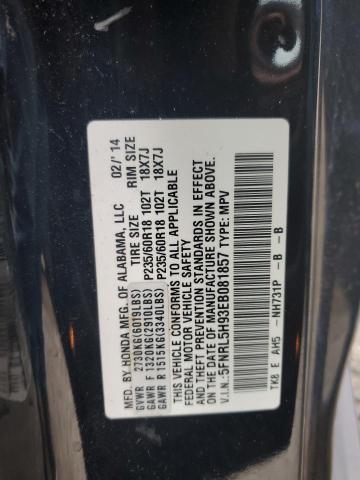 MFD. BY HONDA MFG. OF ALABAMA, LLC 02/'14
GVWR 2730KG(6019LBS) TIRE SIZE RIM SIZE
GAWR F 1320KG(2910LBS) P235/60R18 102T 18X7J
GAWR R 1515KG(3340LBS) P235/60R18 102T 18X7J
THIS VEHICLE CONFORMS TO ALL APPLICABLE
FEDERAL MOTOR VEHICLE SAFETY
AND THEFT PREVENTION STANDARDS IN EFFECT
ON THE DATE OF MANUFACTURE SHOWN ABOVE.
V.I.N.:5FNRL5H93EB081857 TYPE: MPV
TK8 E AH5 -NH731P -B -B